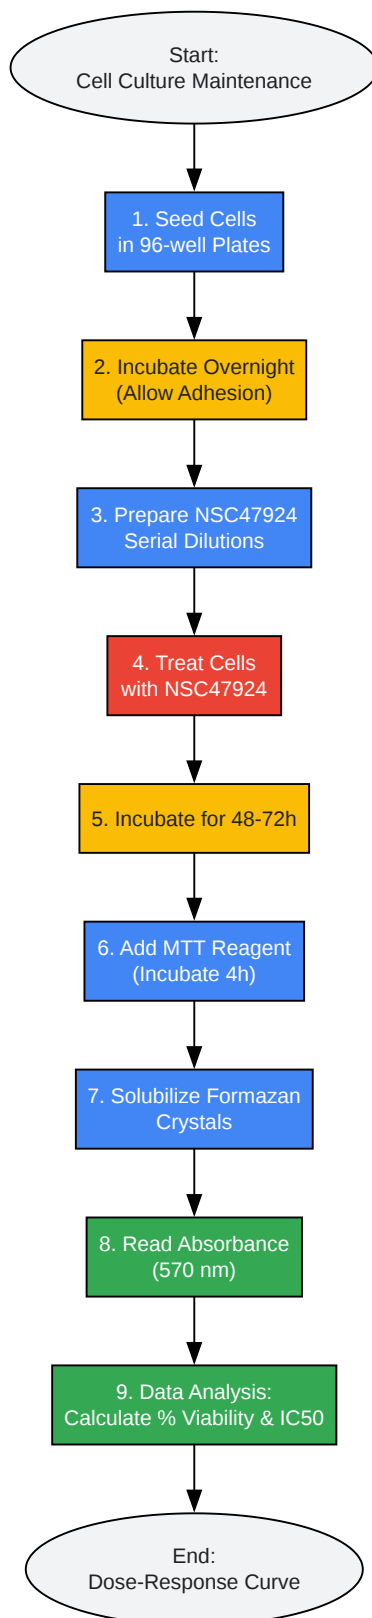 Start:
Cell Culture Maintenance
1. Seed Cells
in 96-well Plates
2. Incubate Overnight
(Allow Adhesion)
3. Prepare NSC47924
Serial Dilutions
4. Treat Cells
with NSC47924
5. Incubate for 48-72h
6. Add MTT Reagent
(Incubate 4h)
7. Solubilize Formazan
Crystals
8. Read Absorbance
(570 nm)
9. Data Analysis:
Calculate % Viability & IC50
End:
Dose-Response Curve